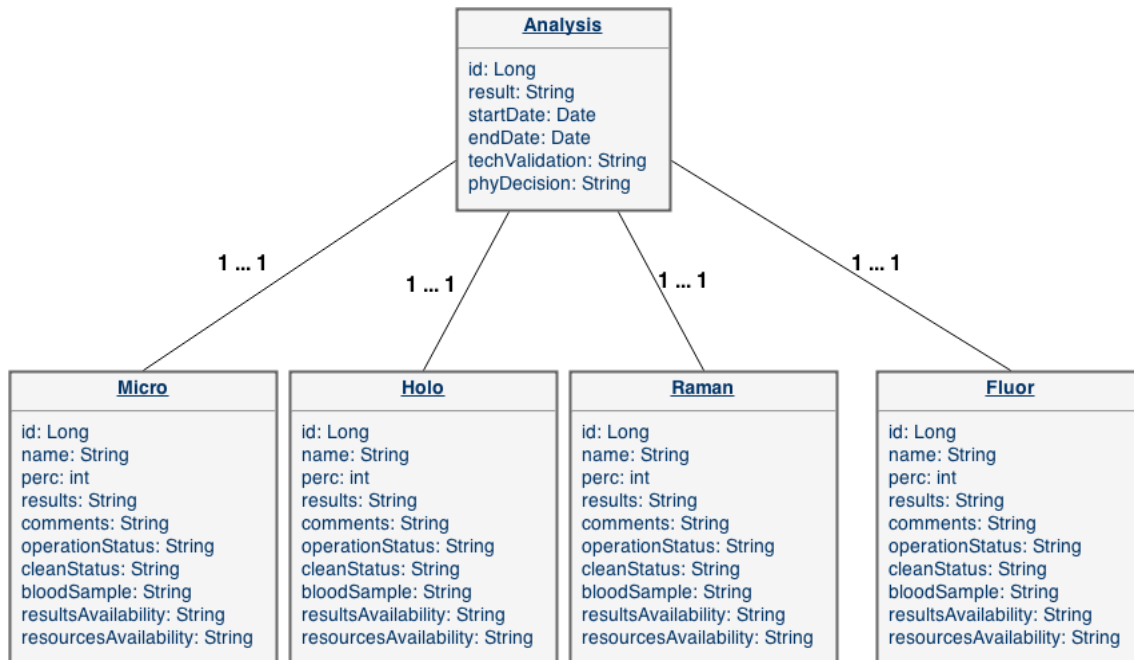 Analysis
id: Long
result: String
startDate: Date
endDate: Date
techValidation: String
phyDecision: String
1 ... 1
1 ... 1
1 ... 1
1 ... 1
Micro
id: Long
name: String
perc: int
results: String
comments: String
operationStatus: String
cleanStatus: String
bloodSample: String
resultsAvailability: String
resourcesAvailability: String
Holo
id: Long
name: String
perc: int
results: String
comments: String
operationStatus: String
cleanStatus: String
bloodSample: String
resultsAvailability: String
resourcesAvailability: String
Raman
id: Long
name: String
perc: int
results: String
comments: String
operationStatus: String
cleanStatus: String
bloodSample: String
resultsAvailability: String
resourcesAvailability: String
Fluor
id: Long
name: String
perc: int
results: String
comments: String
operationStatus: String
cleanStatus: String
bloodSample: String
resultsAvailability: String
resourcesAvailability: String